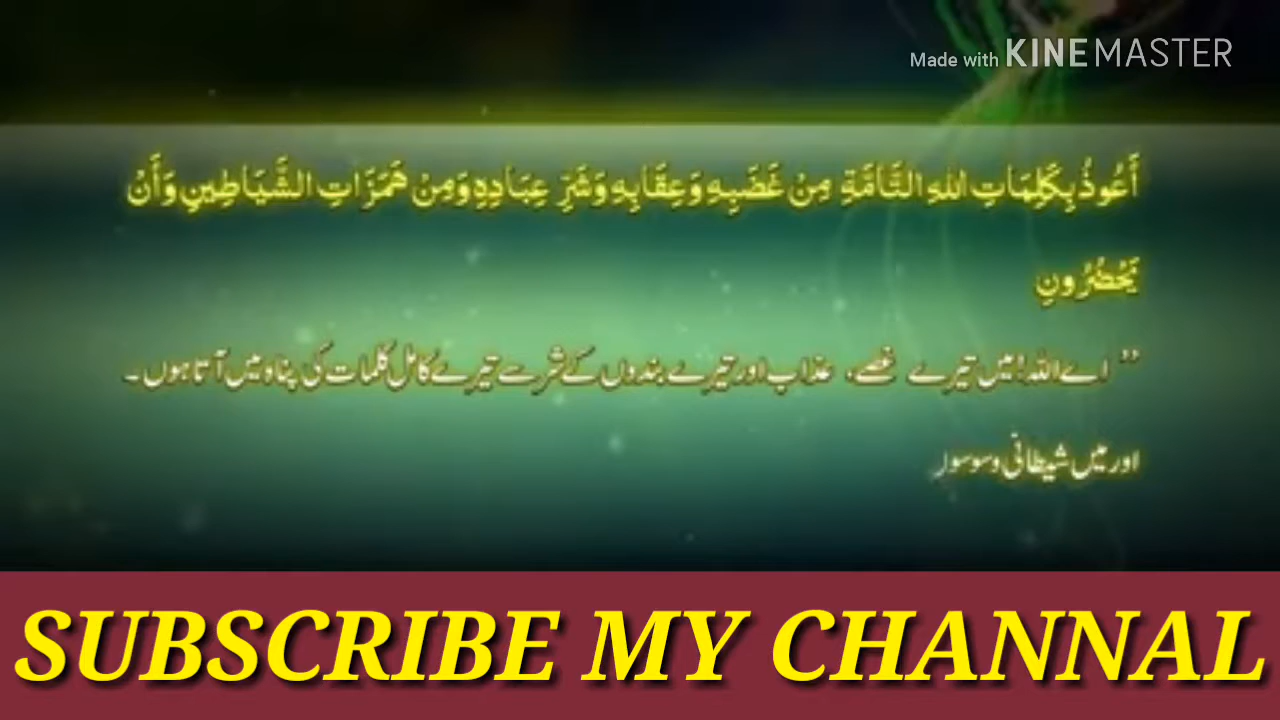 Made with KINEMASTER
أَعُوذُ بِكَلِمَاتِ اللهِ التَّامَّةِ مِنْ غَضَبِهِ وَعِقَابِهِ وَشَرِّ عِبَادِهِ وَمِنْ هَمَزَاتِ الشَّيَاطِينِ وَأَنْ
يَحْضُرُونِ
” اے اللہ! میں تیرے غصے، عذاب اور تیرے بندوں کے شر سے تیرے کامل کلمات کی پناہ میں آتا ہوں۔
اور میں شیطانی وسوسوں
SUBSCRIBE MY CHANNAL